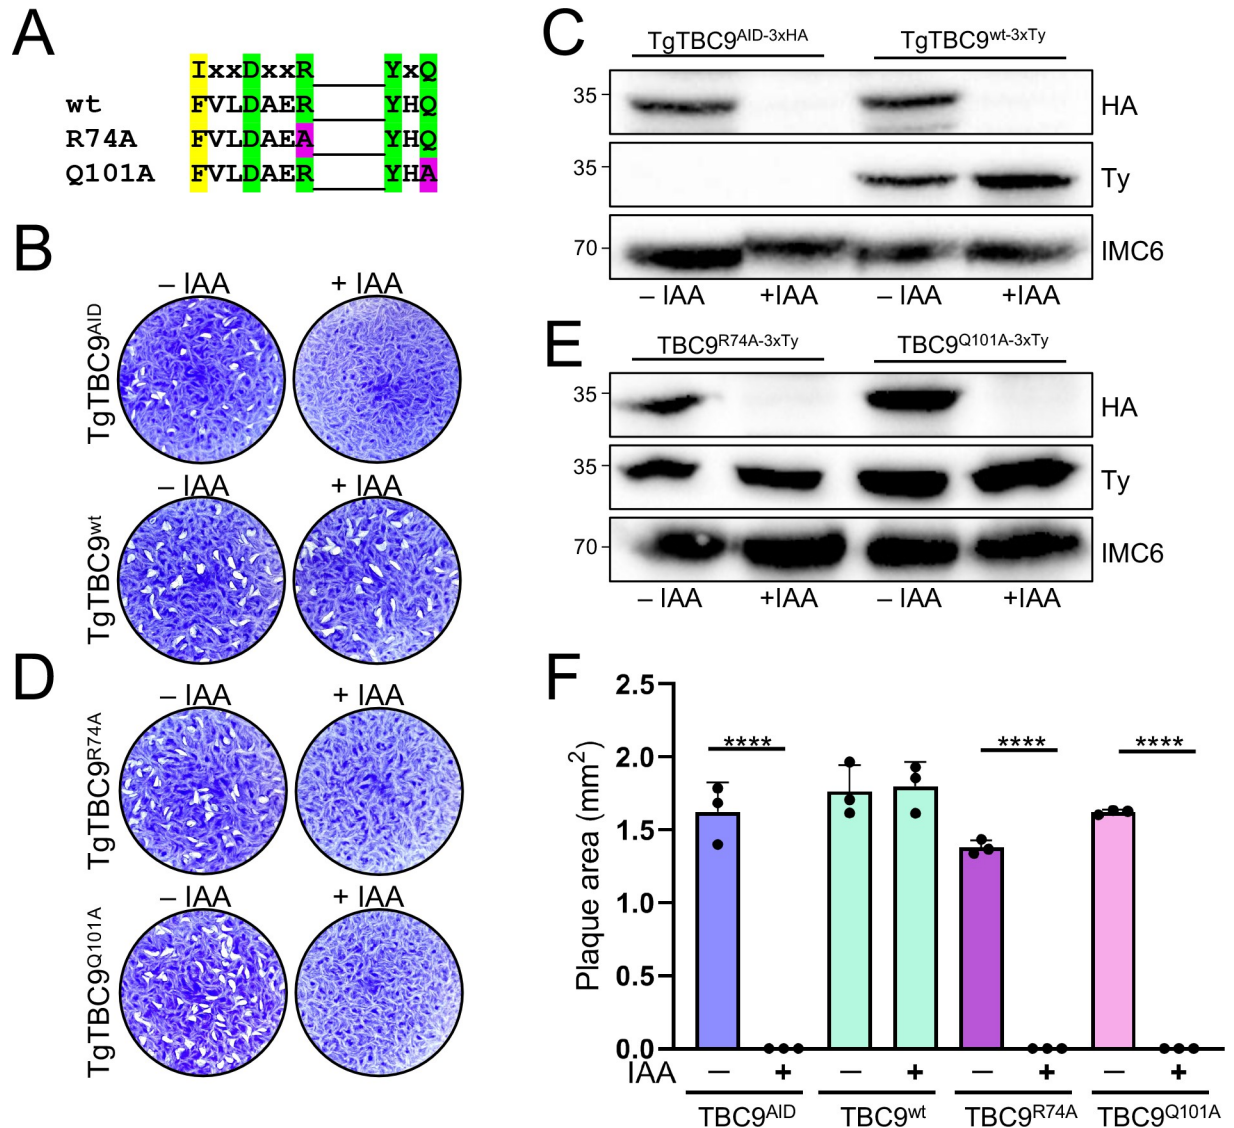 A
IxxDxxR YxQ
wt FVLDAER YHQ
R74A FVLDAEA YHQ
Q101A FVLDAER YHA
B
– IAA + IAA
TgTBC9AID
– IAA + IAA
TgTBC9wt
C
TgTBC9AID-3xHA TgTBC9wt-3xTy
35 HA
35 Ty
70 IMC6
– IAA +IAA – IAA +IAA
D
– IAA + IAA
TgTBC9R74A
– IAA + IAA
TgTBC9Q101A
E
TBC9R74A-3xTy TBC9Q101A-3xTy
35 HA
35 Ty
70 IMC6
– IAA +IAA – IAA +IAA
F
Plaque area (mm2)
2.5
2.0
1.5
1.0
0.5
0.0
**** **** ****
IAA – + – + – + – +
TBC9AID TBC9wt TBC9R74A TBC9Q101A